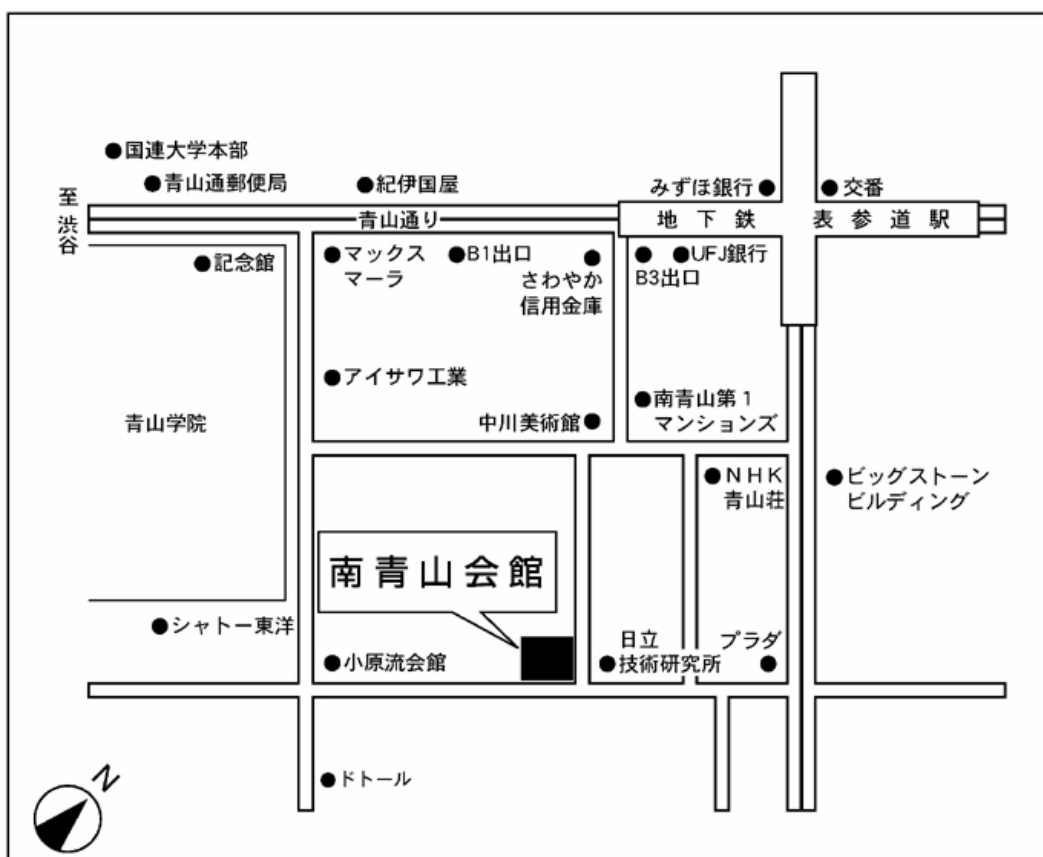 国連大学本部
青山通郵便局
紀伊国屋
みずほ銀行
交番
至渋谷
青山通り
地下鉄 表参道駅
記念館
マックス
マーラ
B1出口
さわやか
信用金庫
B3出口
UFJ銀行
アイサワ工業
青山学院
中川美術館
南青山第1
マンションズ
NHK
青山荘
ビッグストーン
ビルディング
南青山会館
シャトー東洋
小原流会館
日立
技術研究所
プラダ
ドトール
N